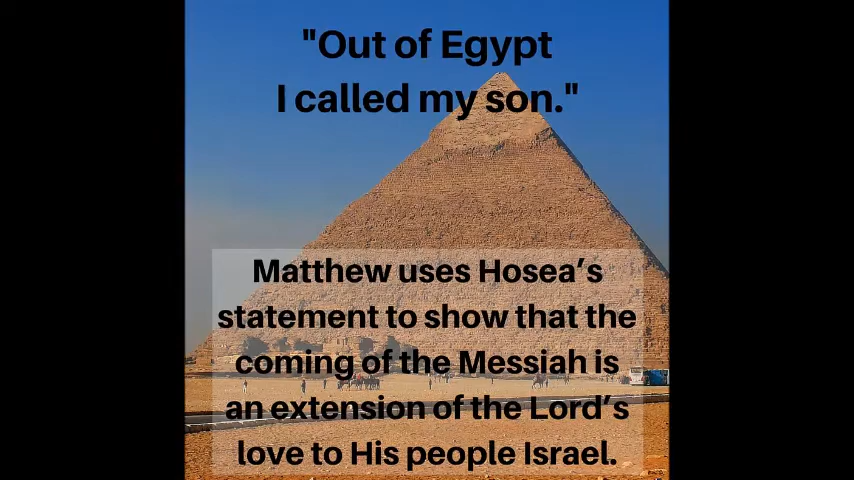 "Out of Egypt
I called my son."
Matthew uses Hosea’s
statement to show that the
coming of the Messiah is
an extension of the Lord’s
love to His people Israel.